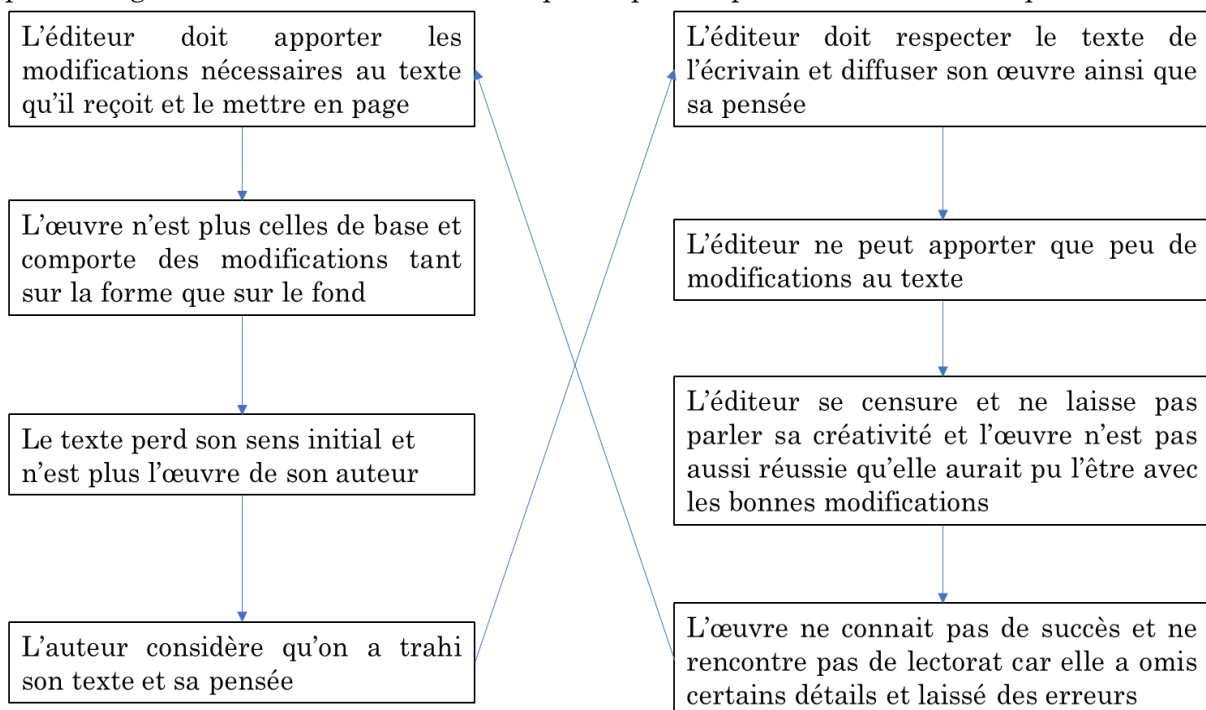 L'éditeur doit apporter les
modifications nécessaires au texte
qu'il reçoit et le mettre en page
L'œuvre n'est plus celles de base et
comporte des modifications tant
sur la forme que sur le fond
Le texte perd son sens initial et
n'est plus l'œuvre de son auteur
L'auteur considère qu'on a trahi
son texte et sa pensée
L'éditeur doit respecter le texte de
l'écrivain et diffuser son œuvre ainsi que
sa pensée
L'éditeur ne peut apporter que peu de
modifications au texte
L'éditeur se censure et ne laisse pas
parler sa créativité et l'œuvre n'est pas
aussi réussie qu'elle aurait pu l'être avec
les bonnes modifications
L'œuvre ne connait pas de succès et ne
rencontre pas de lectorat car elle a omis
certains détails et laissé des erreurs